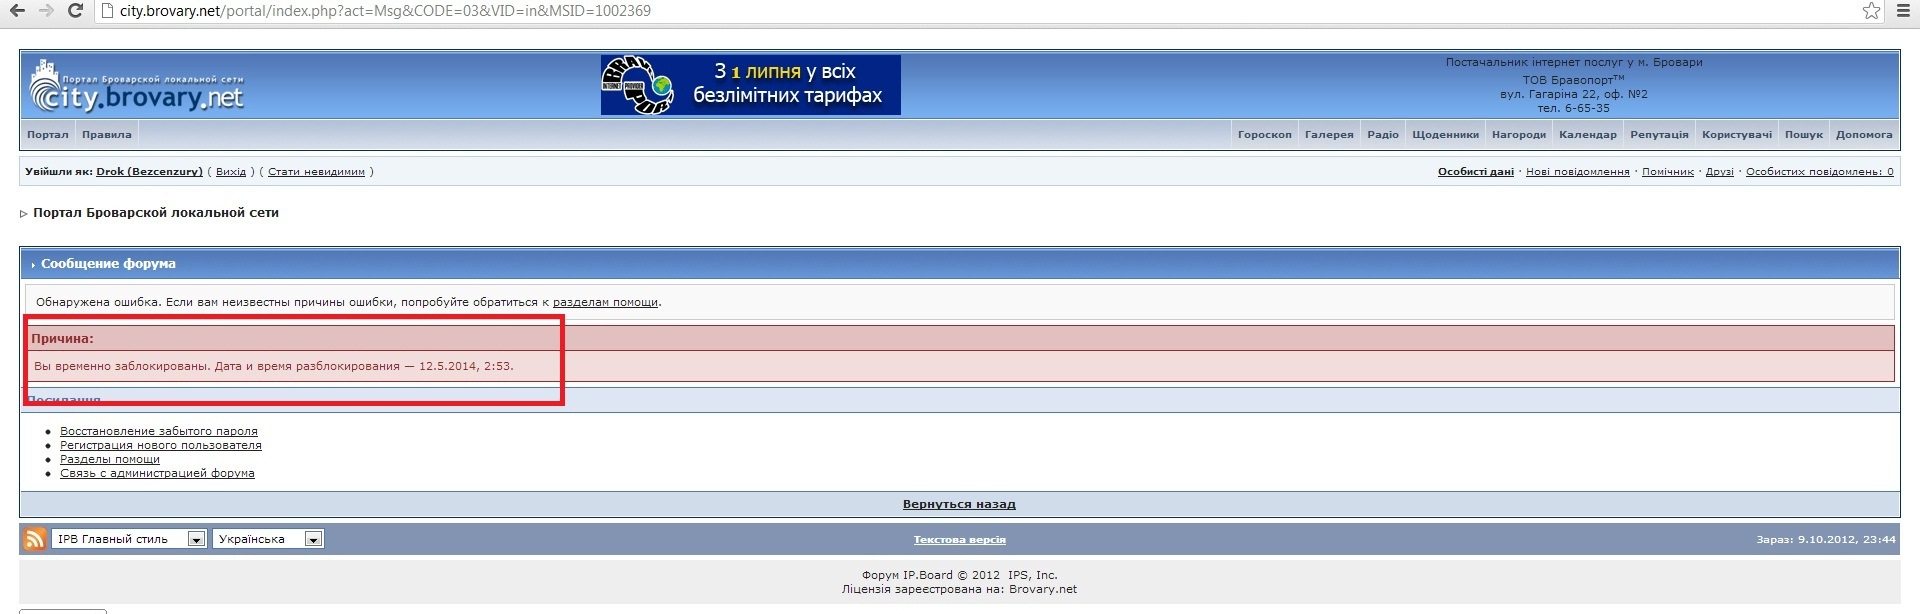 city.brovary.net/portal/index.php?act=Msg&CODE=03&VID=in&MSID=1002369
Портал Броварской локальной сети
city.brovary.net
BRAVO
INTERNET PROVIDER
PORT
З 1 липня у всіх
безлімітних тарифах
Постачальник інтернет послуг у м. Бровари
ТОВ Бравопорт™
вул. Гагаріна 22, оф. №2
тел. 6-65-35
Портал Правила Гороскоп Галерея Радіо Щоденники Нагороди Календар Репутація Користувачі Пошук Допомога
Увійшли як: Drok (Bezcenzury) ( Вихід ) ( Стати невидимим ) Особисті дані · Нові повідомлення · Помічник · Друзі · Особистих повідомлень: 0
Портал Броварской локальной сети
Сообщение форума
Обнаружена ошибка. Если вам неизвестны причины ошибки, попробуйте обратиться к разделам помощи.
Причина:
Вы временно заблокированы. Дата и время разблокирования — 12.5.2014, 2:53.
Посилання
Восстановление забытого пароля
Регистрация нового пользователя
Разделы помощи
Связь с администрацией форума
Вернуться назад
IPB Главный стиль Українська Текстова версія Зараз: 9.10.2012, 23:44
Форум IP.Board © 2012 IPS, Inc.
Ліцензія зареєстрована на: Brovary.net